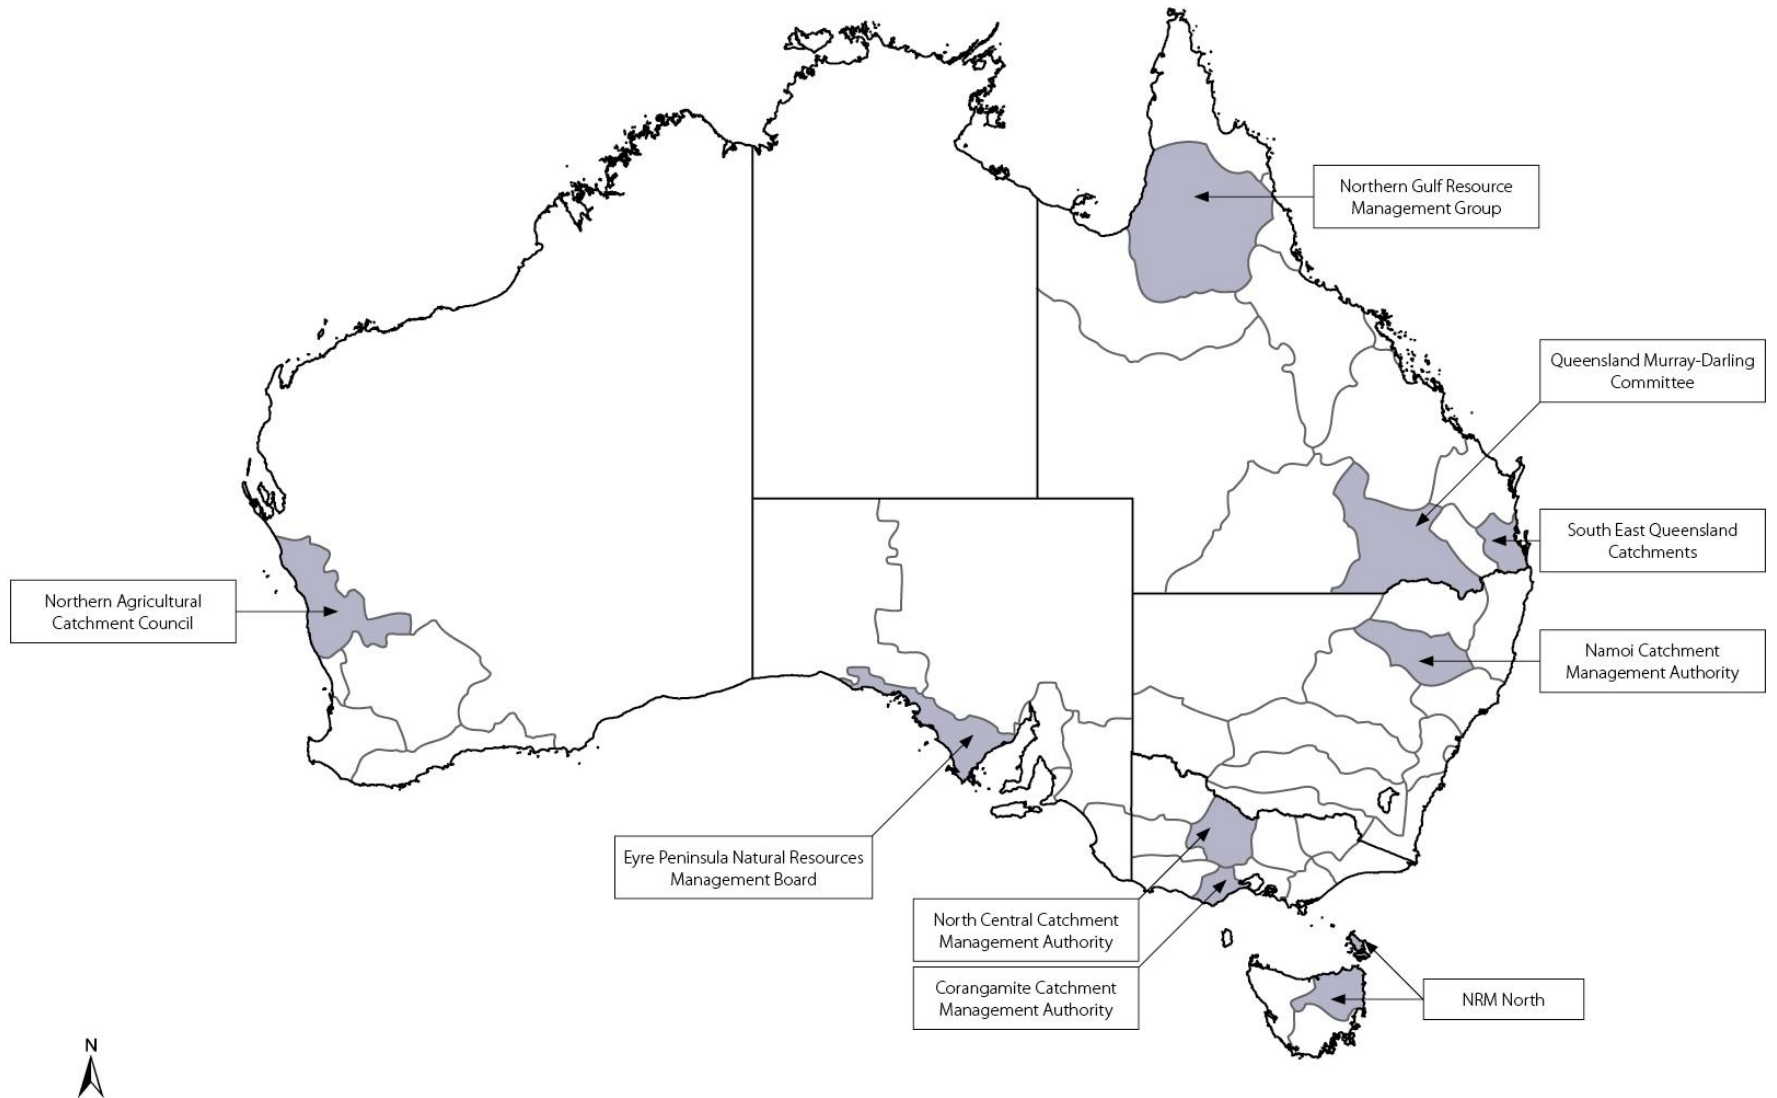 Northern Gulf Resource
Management Group
Queensland Murray-Darling
Committee
South East Queensland
Catchments
Northern Agricultural
Catchment Council
Namoi Catchment
Management Authority
Eyre Peninsula Natural Resources
Management Board
North Central Catchment
Management Authority
Corangamite Catchment
Management Authority
NRM North
N